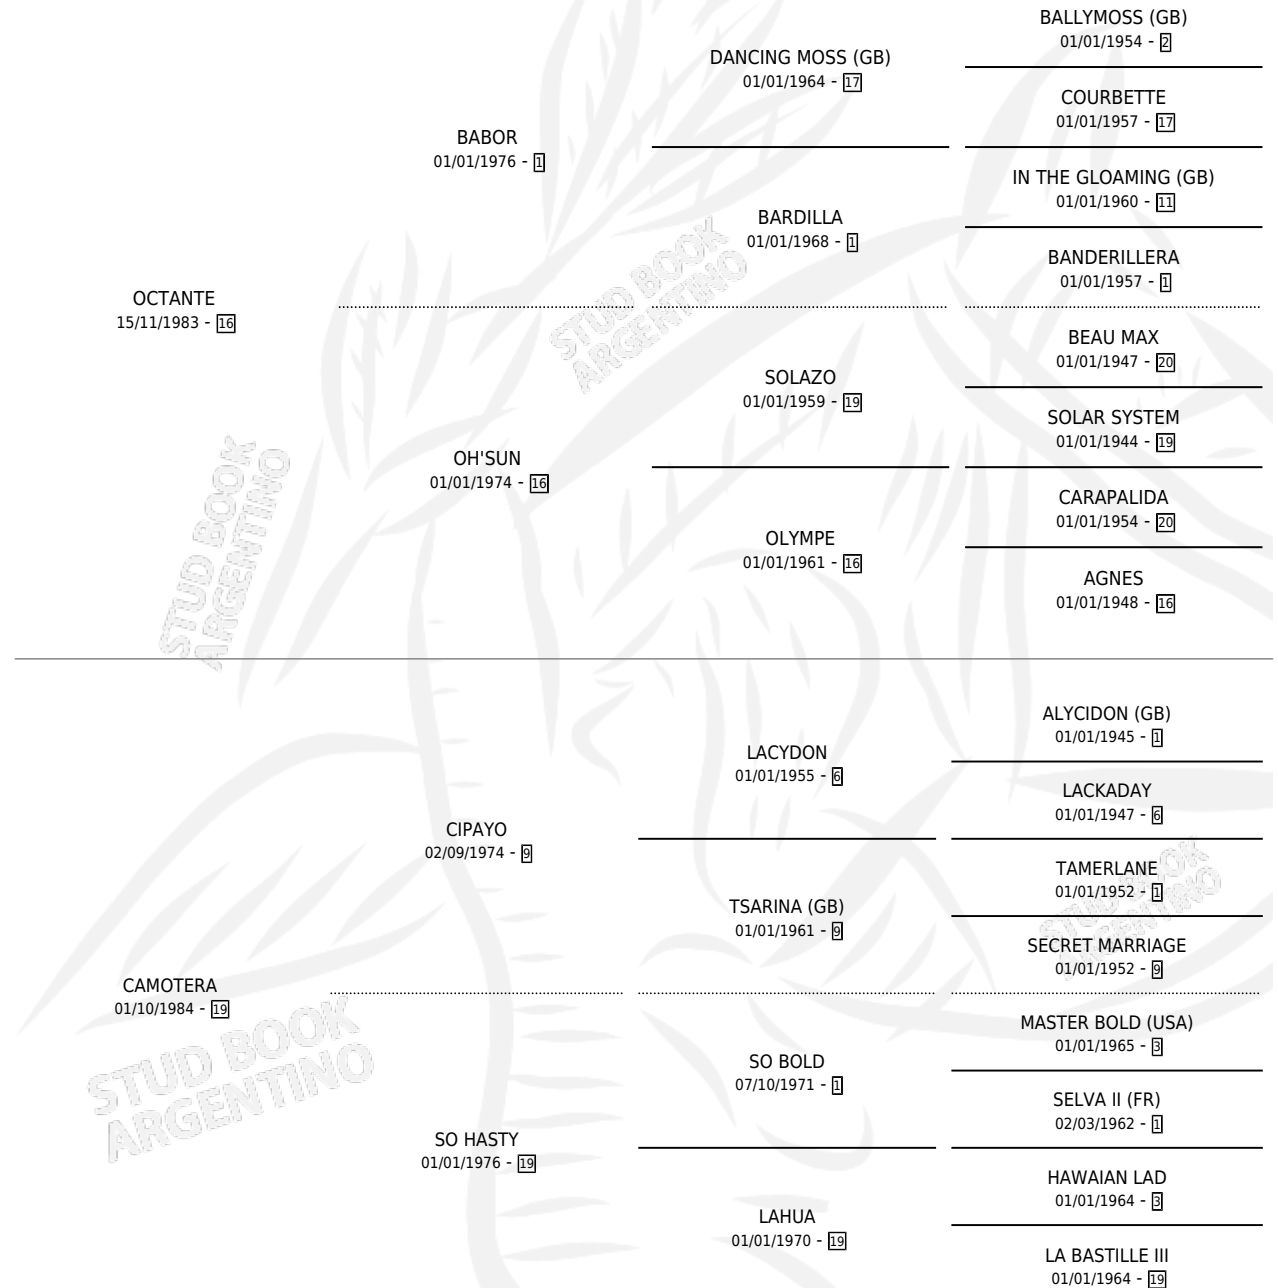 BALLYMOSS (GB)
01/01/1954 - 2
DANCING MOSS (GB)
01/01/1964 - 17
COURBETTE
01/01/1957 - 17
BABOR
01/01/1976 - 1
IN THE GLOAMING (GB)
01/01/1960 - 11
BARDILLA
01/01/1968 - 1
BANDERILLERA
01/01/1957 - 1
OCTANTE
15/11/1983 - 16
BEAU MAX
01/01/1947 - 20
SOLAZO
01/01/1959 - 19
SOLAR SYSTEM
01/01/1944 - 19
OH'SUN
01/01/1974 - 16
CARAPALIDA
01/01/1954 - 20
OLYMPE
01/01/1961 - 16
AGNES
01/01/1948 - 16
STUD BOOK
ARGENTINO
STUD BOOK
ARGENTINO
ALYCIDON (GB)
01/01/1945 - 1
LACYDON
01/01/1955 - 6
LACKADAY
01/01/1947 - 6
CIPAYO
02/09/1974 - 9
TAMERLANE
01/01/1952 - 1
TSARINA (GB)
01/01/1961 - 9
SECRET MARRIAGE
01/01/1952 - 9
CAMOTERA
01/10/1984 - 19
MASTER BOLD (USA)
01/01/1965 - 3
SO BOLD
07/10/1971 - 1
SELVA II (FR)
02/03/1962 - 1
SO HASTY
01/01/1976 - 19
HAWAIAN LAD
01/01/1964 - 3
LAHUA
01/01/1970 - 19
LA BASTILLE III
01/01/1964 - 19
STUD BOOK
ARGENTINO
STUD BOOK
ARGENTINO